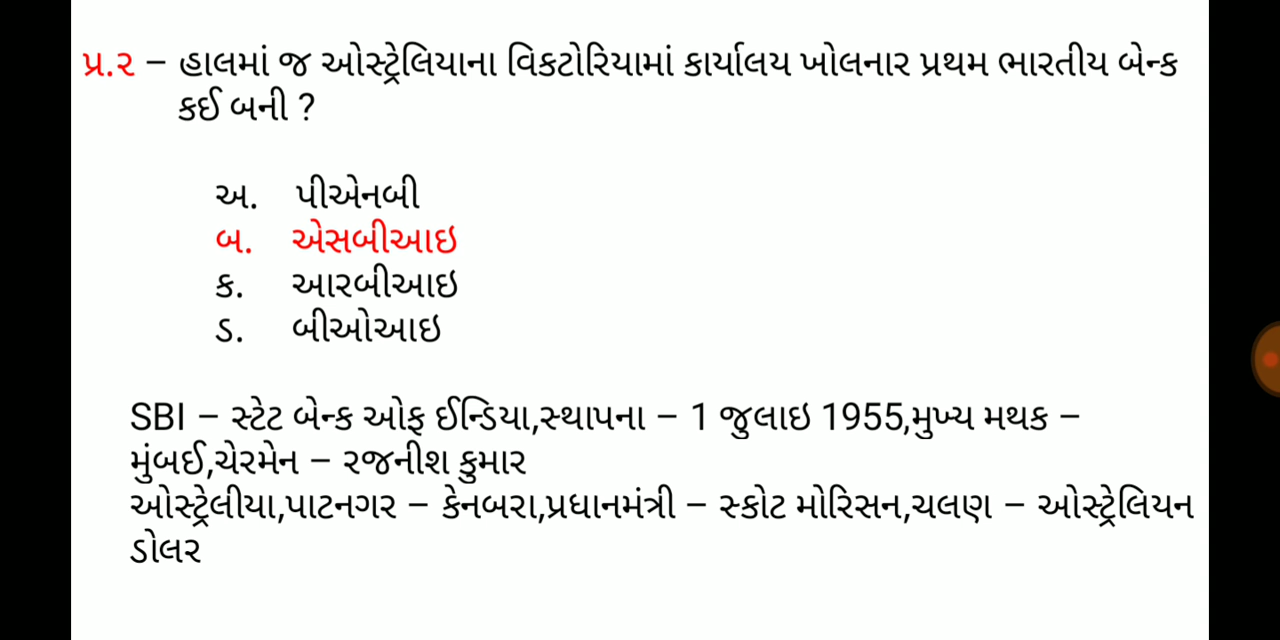 પ્ર.૨ – હાલમાં જ ઓસ્ટ્રેલિયાના વિકટોરિયામાં કાર્યાલય ખોલનાર પ્રથમ ભારતીય બેન્ક
કઈ બની ?
અ. પીએનબી
બ. એસબીઆઇ
ક. આરબીઆઇ
ડ. બીઓઆઇ
SBI – સ્ટેટ બેન્ક ઓફ ઈન્ડિયા,સ્થાપના – 1 જુલાઇ 1955,મુખ્ય મથક –
મુંબઈ,ચેરમેન – રજનીશ કુમાર
ઓસ્ટ્રેલીયા,પાટનગર – કેનબરા,પ્રધાનમંત્રી – સ્કોટ મોરિસન,ચલણ – ઓસ્ટ્રેલિયન
ડોલર